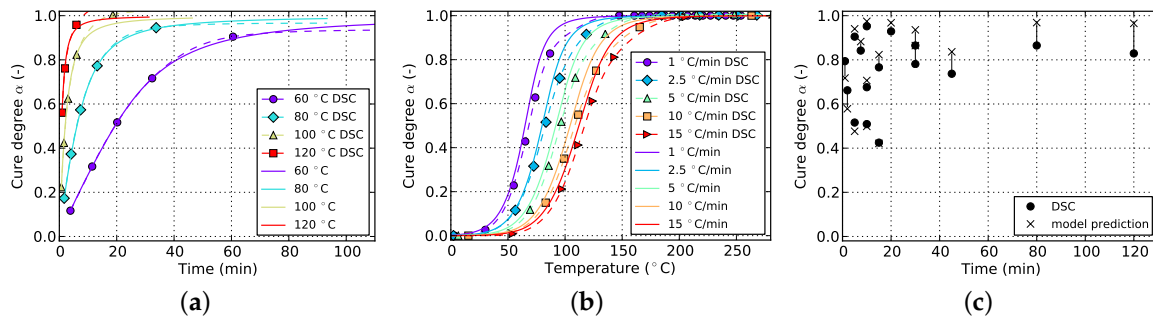 1.0
0.8
0.6
0.4
0.2
0.0
Cure degree α (-)
60 °C DSC
80 °C DSC
100 °C DSC
120 °C DSC
60 °C
80 °C
100 °C
120 °C
0 20 40 60 80 100
Time (min)
(a)
1.0
0.8
0.6
0.4
0.2
0.0
Cure degree α (-)
1 °C/min DSC
2.5 °C/min DSC
5 °C/min DSC
10 °C/min DSC
15 °C/min DSC
1 °C/min
2.5 °C/min
5 °C/min
10 °C/min
15 °C/min
0 50 100 150 200 250
Temperature (°C)
(b)
1.0
0.8
0.6
0.4
0.2
0.0
Cure degree α (-)
DSC
model prediction
0 20 40 60 80 100 120
Time (min)
(c)